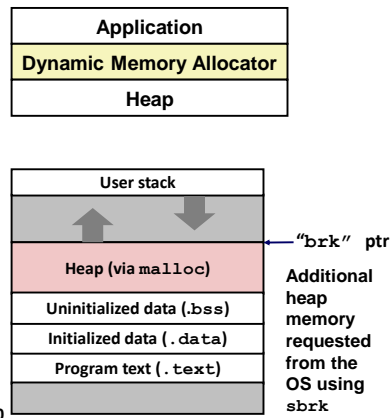 Application
Dynamic Memory Allocator
Heap
User stack
"brk" ptr
Heap (via malloc)
Additional
heap
memory
requested
from the
OS using
sbrk
Uninitialized data (.bss)
Initialized data (.data)
Program text (.text)
0